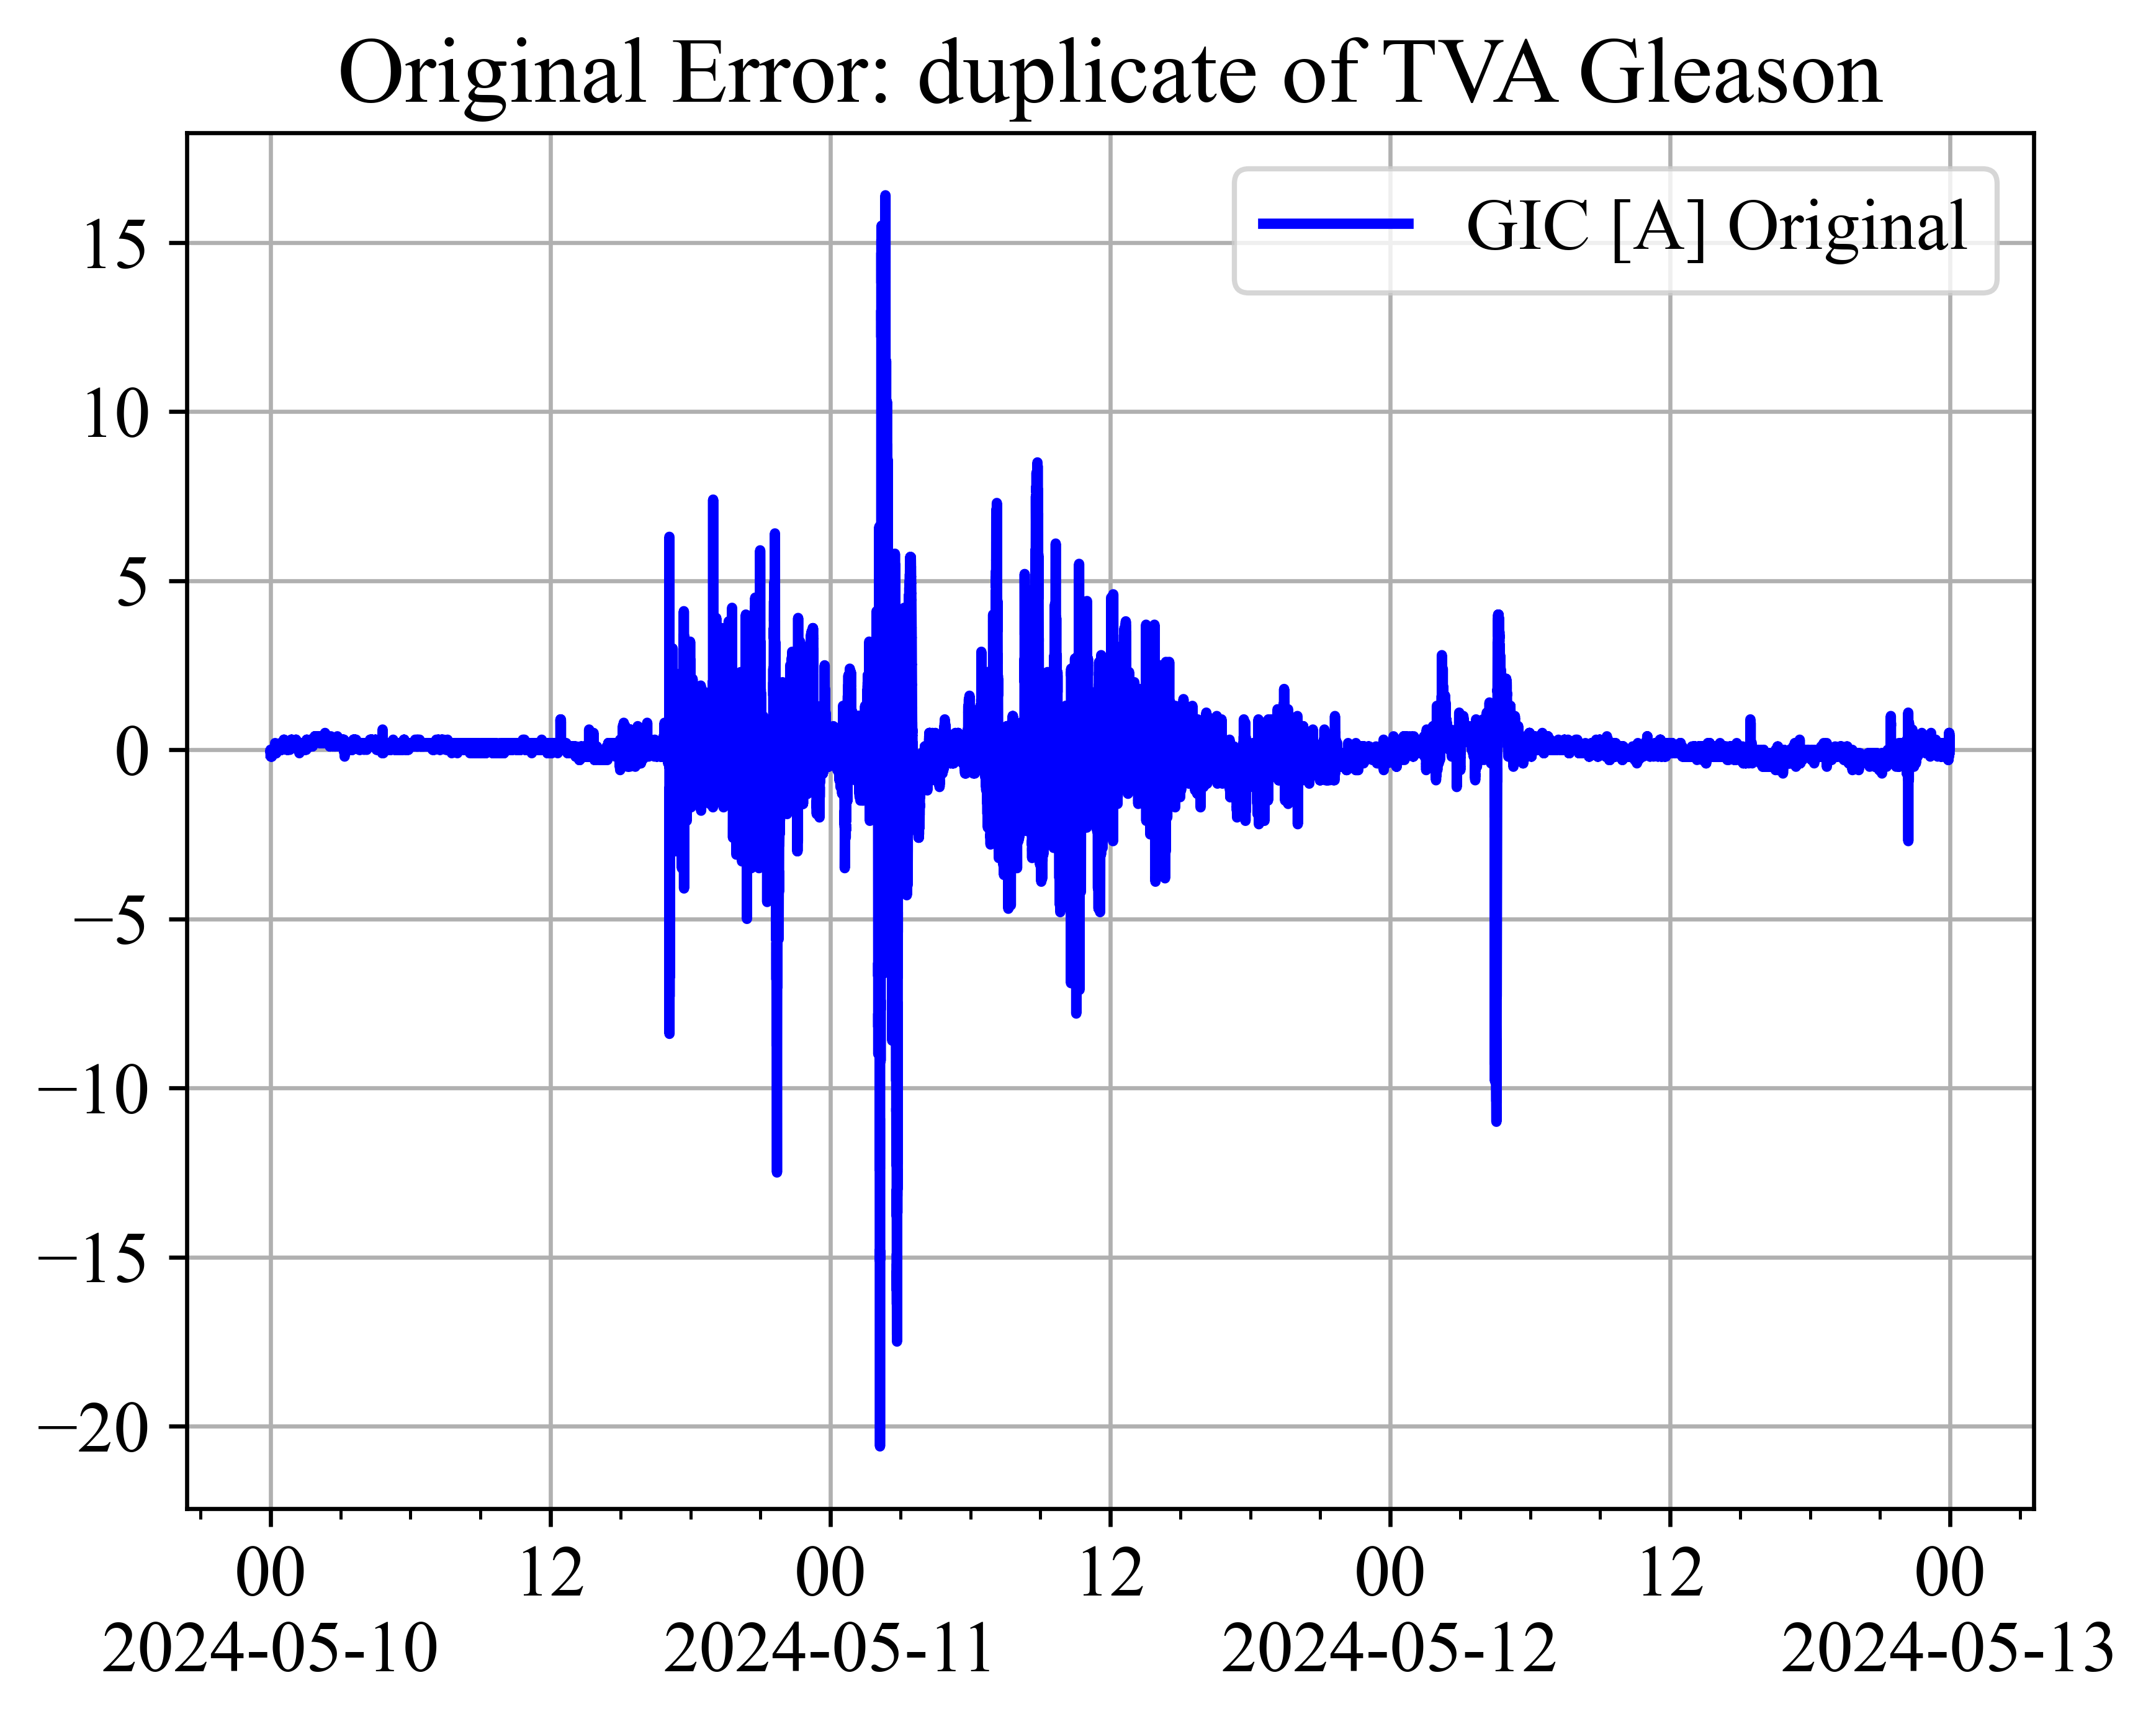 Original Error: duplicate of TVA Gleason
GIC [A] Original
15
10
5
0
−5
−10
−15
−20
00 12 00 12 00 12 00
2024-05-10 2024-05-11 2024-05-12 2024-05-13